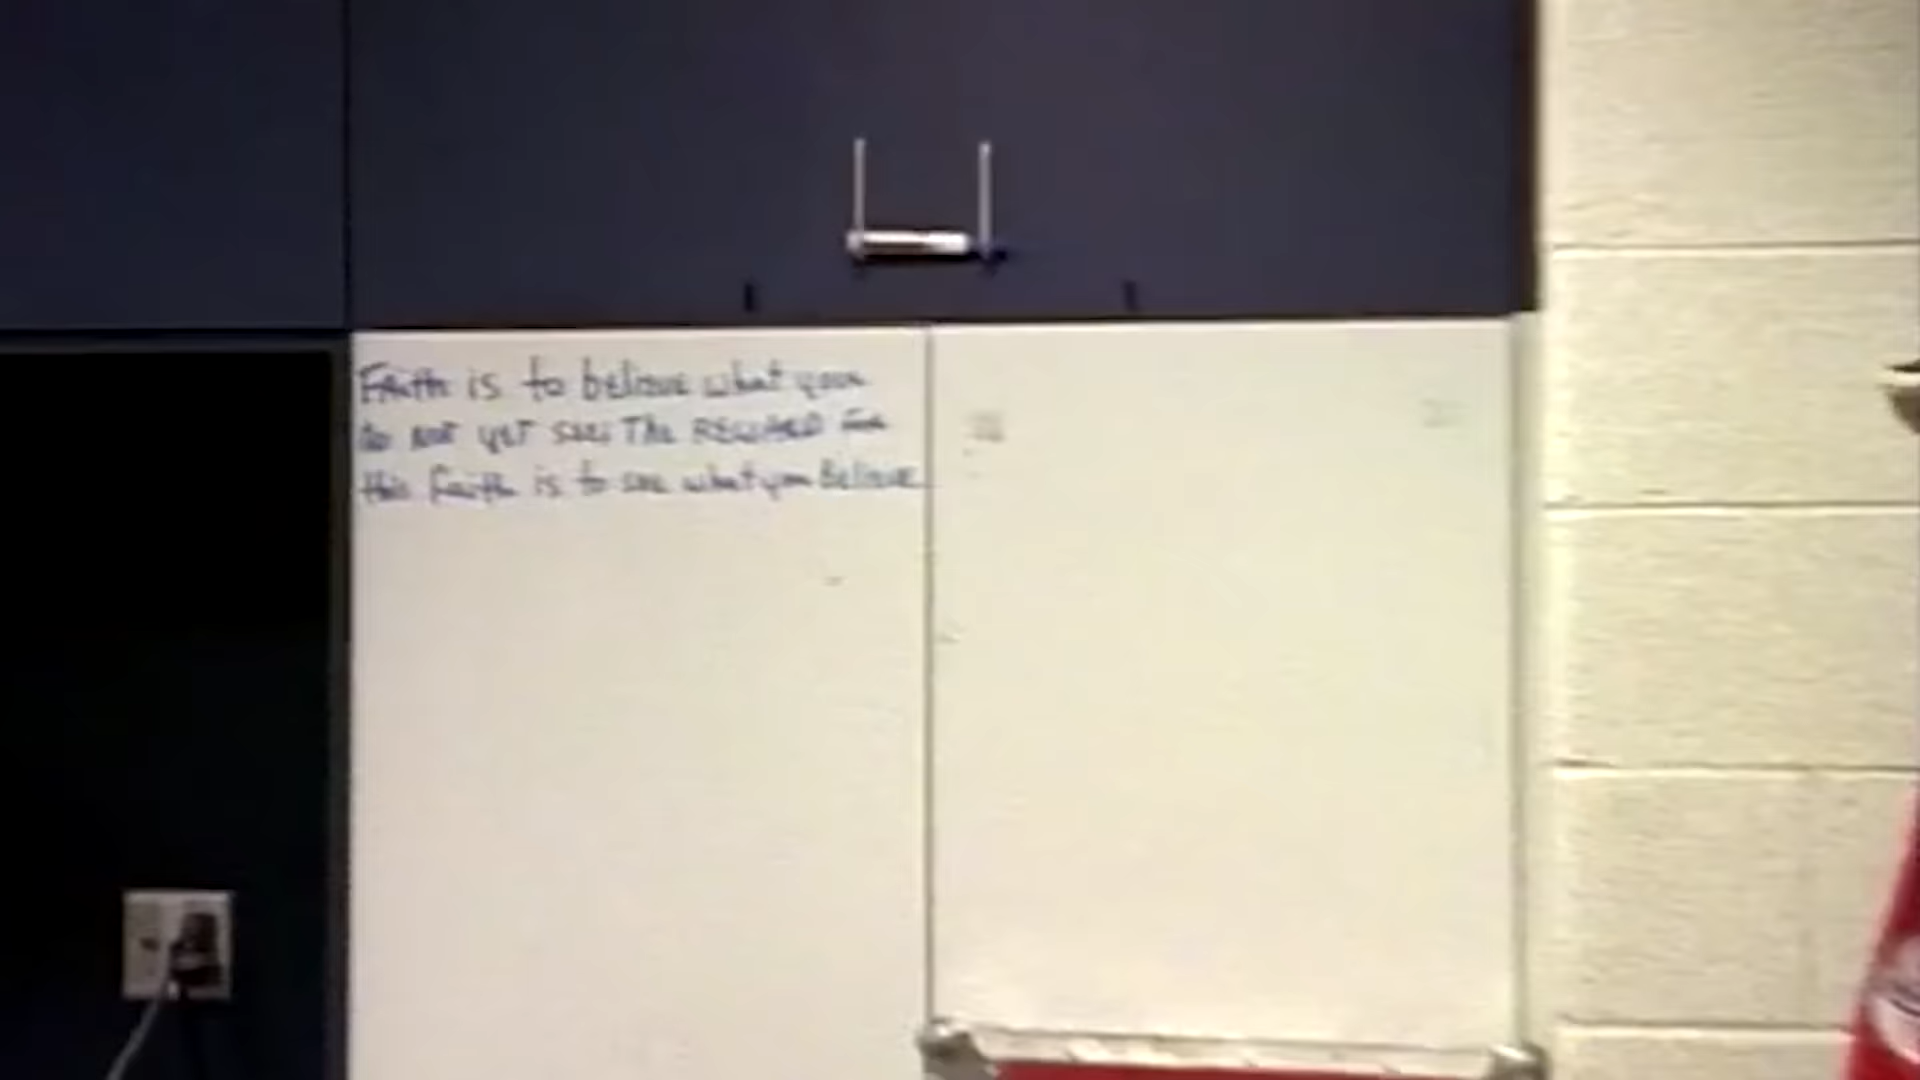 Faith is to believe what you
do not yet see; The REWARD for
this faith is to see what you Believe